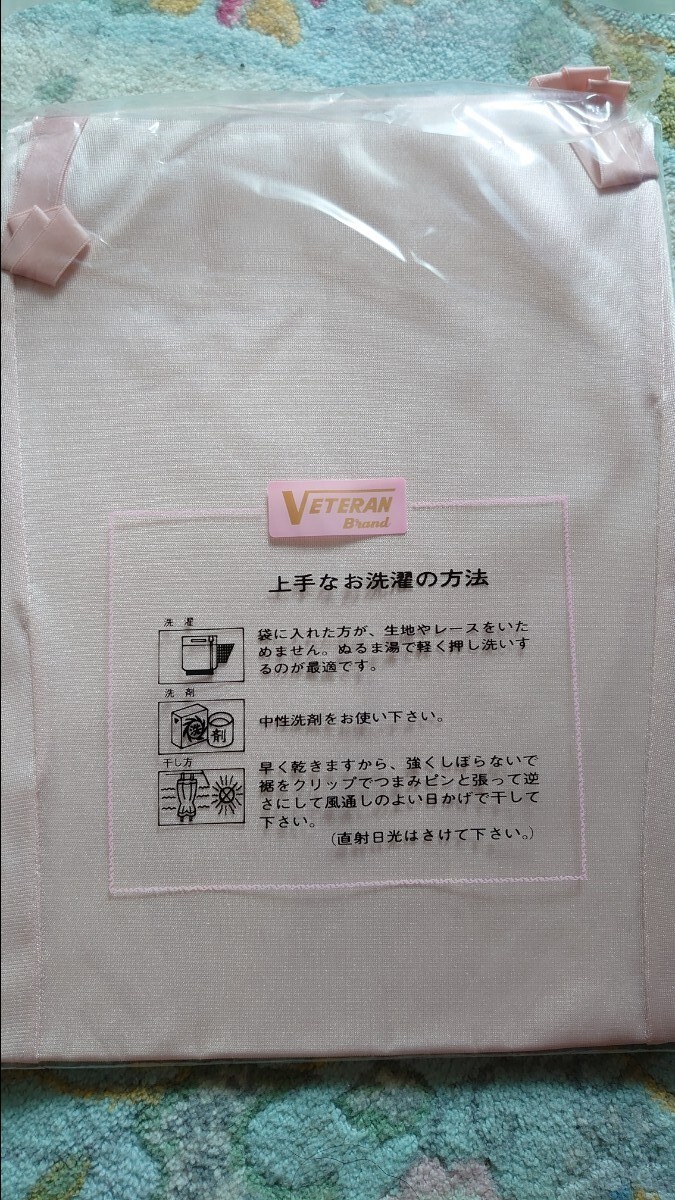 VETERAN
Brand
上手なお洗濯の方法
洗濯
袋に入れた方が、生地やレースをいた
めません。ぬるま湯で軽く押し洗いす
るのが最適です。
洗剤
洗
剤
中性洗剤をお使い下さい。
干し方
早く乾きますから、強くしぼらないで
裾をクリップでつまみピンと張って逆
さにして風通しのよい日かげで干して
下さい。
（直射日光はさけて下さい。）